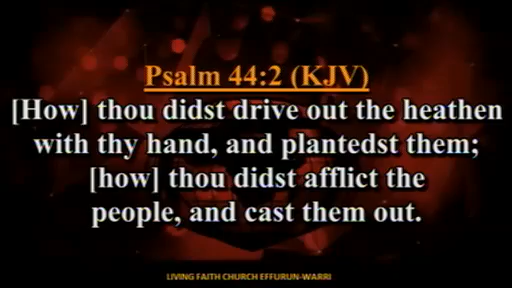 Psalm 44:2 (KJV)
[How] thou didst drive out the heathen
with thy hand, and plantedst them;
[how] thou didst afflict the
people, and cast them out.
LIVING FAITH CHURCH EFFURUN-WARRI